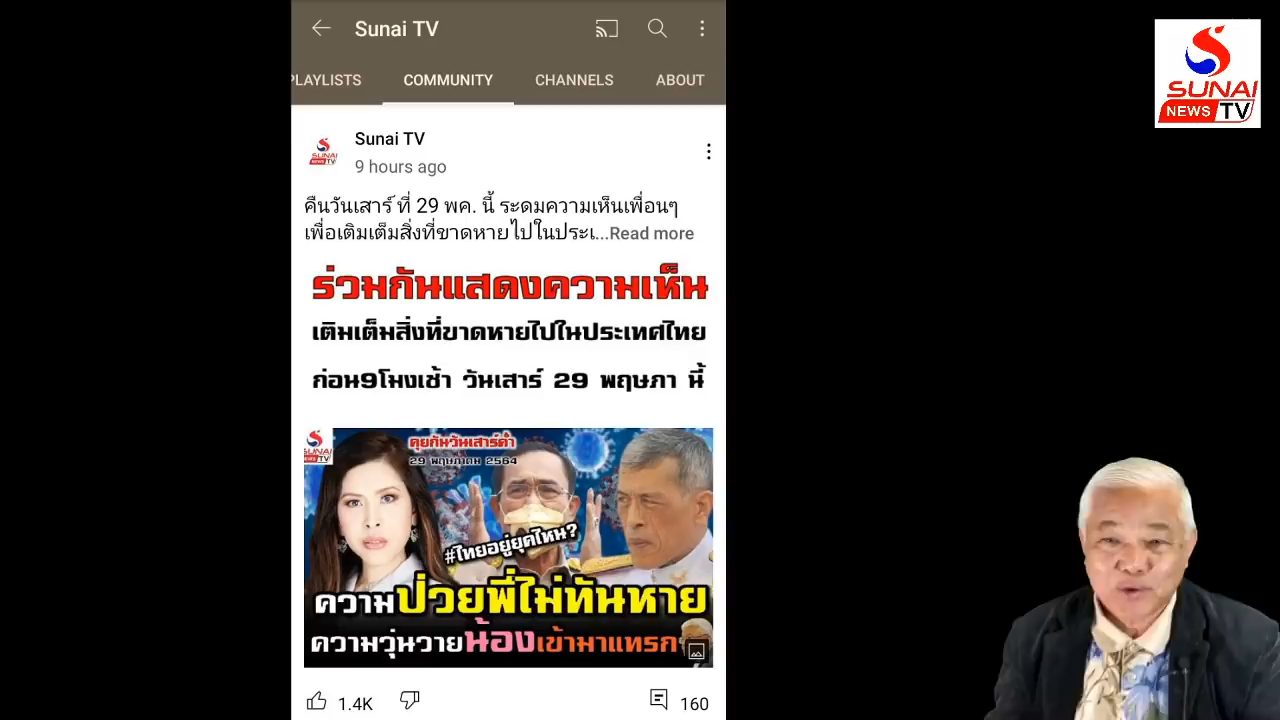 Sunai TV
PLAYLISTS COMMUNITY CHANNELS ABOUT
SUNAI
NEWS TV
Sunai TV
9 hours ago
คืนวันเสาร์ ที่ 29 พค. นี้ ระดมความเห็นเพื่อนๆ
เพื่อเติมเต็มสิ่งที่ขาดหายไปในประเ...Read more
ร่วมกันแสดงความเห็น
เติมเต็มสิ่งที่ขาดหายไปในประเทศไทย
ก่อน9โมงเช้า วันเสาร์ 29 พฤษภา นี้
SUNAI
NEWS TV
คุยกันวันเสาร์ค่ำ
29 พฤษภาคม 2564
#ไทยอยู่ยุคไหน?
ความป่วยพี่ไม่ทันหาย
ความวุ่นวายน้องเข้ามาแทรก
1.4K 160